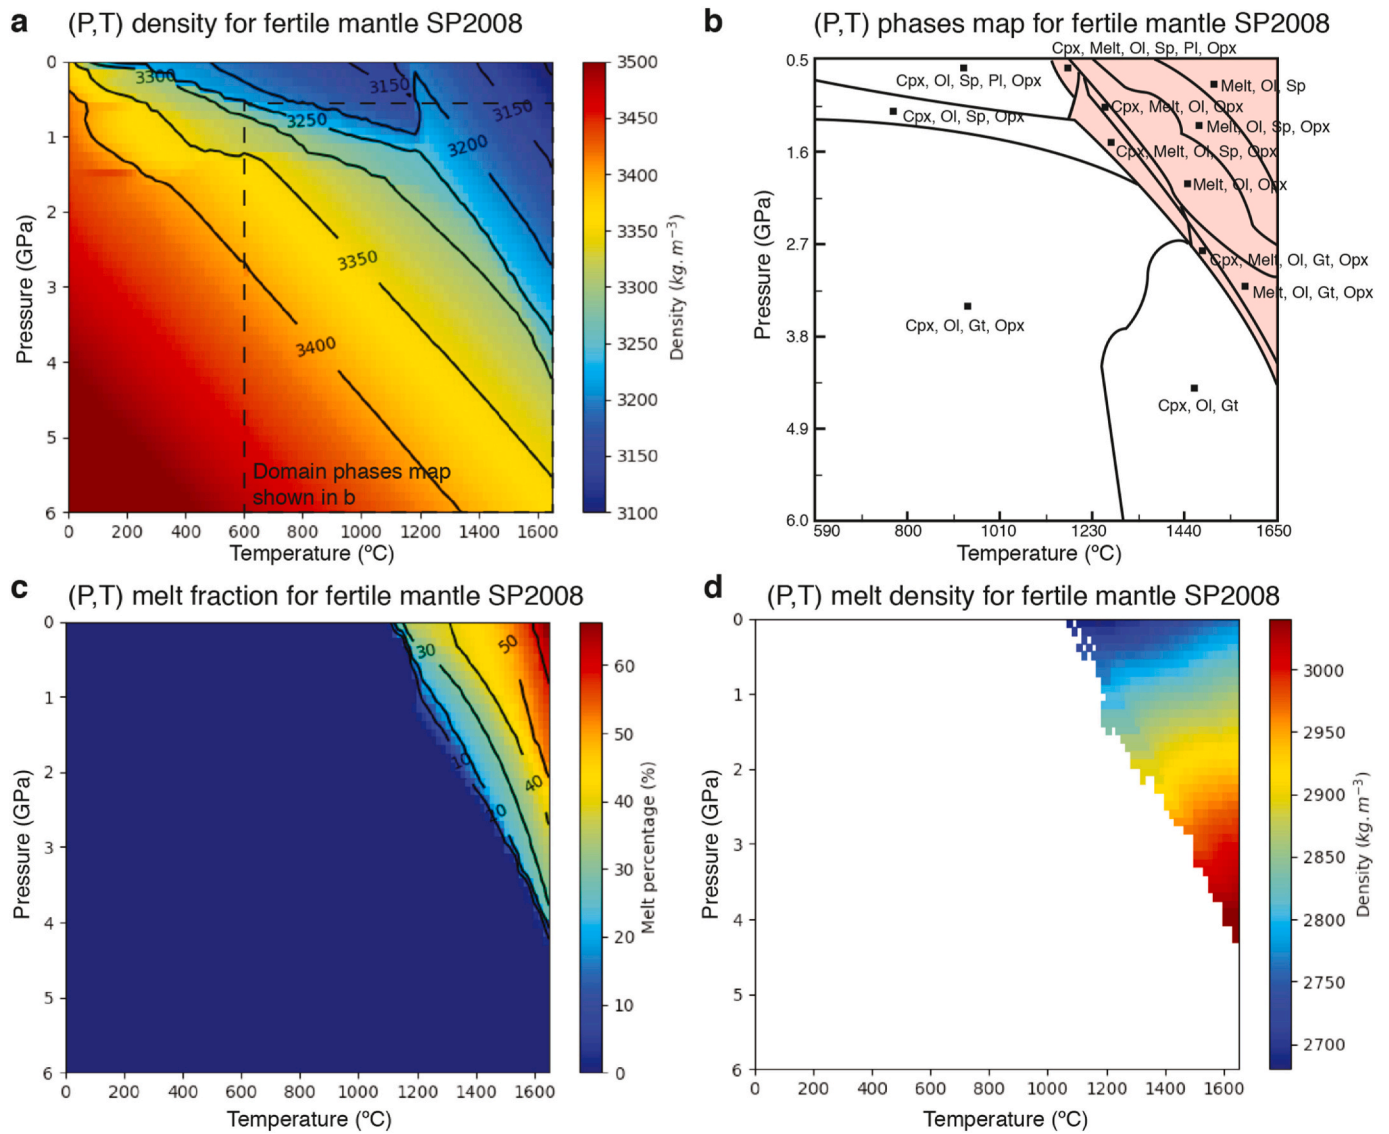 a (P,T) density for fertile mantle SP2008
0
1
2
3
4
5
6
Pressure (GPa)
3300
3150
3150
3250
3200
3350
3400
Domain phases map
shown in b
0 200 400 600 800 1000 1200 1400 1600
Temperature (ºC)
3500
3450
3400
3350
3300
3250
3200
3150
3100
Density (kg.m⁻³)
b (P,T) phases map for fertile mantle SP2008
Cpx, Melt, Ol, Sp, Pl, Opx
0.5
1.6
2.7
3.8
4.9
6.0
Pressure (GPa)
Cpx, Ol, Sp, Pl, Opx
Melt, Ol, Sp
Cpx, Melt, Ol, Opx
Cpx, Ol, Sp, Opx
Melt, Ol, Sp, Opx
Cpx, Melt, Ol, Sp, Opx
Melt, Ol, Opx
Cpx, Melt, Ol, Gt, Opx
Melt, Ol, Gt, Opx
Cpx, Ol, Gt, Opx
Cpx, Ol, Gt
590 800 1010 1230 1440 1650
Temperature (ºC)
c (P,T) melt fraction for fertile mantle SP2008
0
1
2
3
4
5
6
Pressure (GPa)
30
50
10
40
0
0 200 400 600 800 1000 1200 1400 1600
Temperature (ºC)
60
50
40
30
20
10
0
Melt percentage (%)
d (P,T) melt density for fertile mantle SP2008
0
1
2
3
4
5
6
Pressure (GPa)
0 200 400 600 800 1000 1200 1400 1600
Temperature (ºC)
3000
2950
2900
2850
2800
2750
2700
Density (kg.m⁻³)